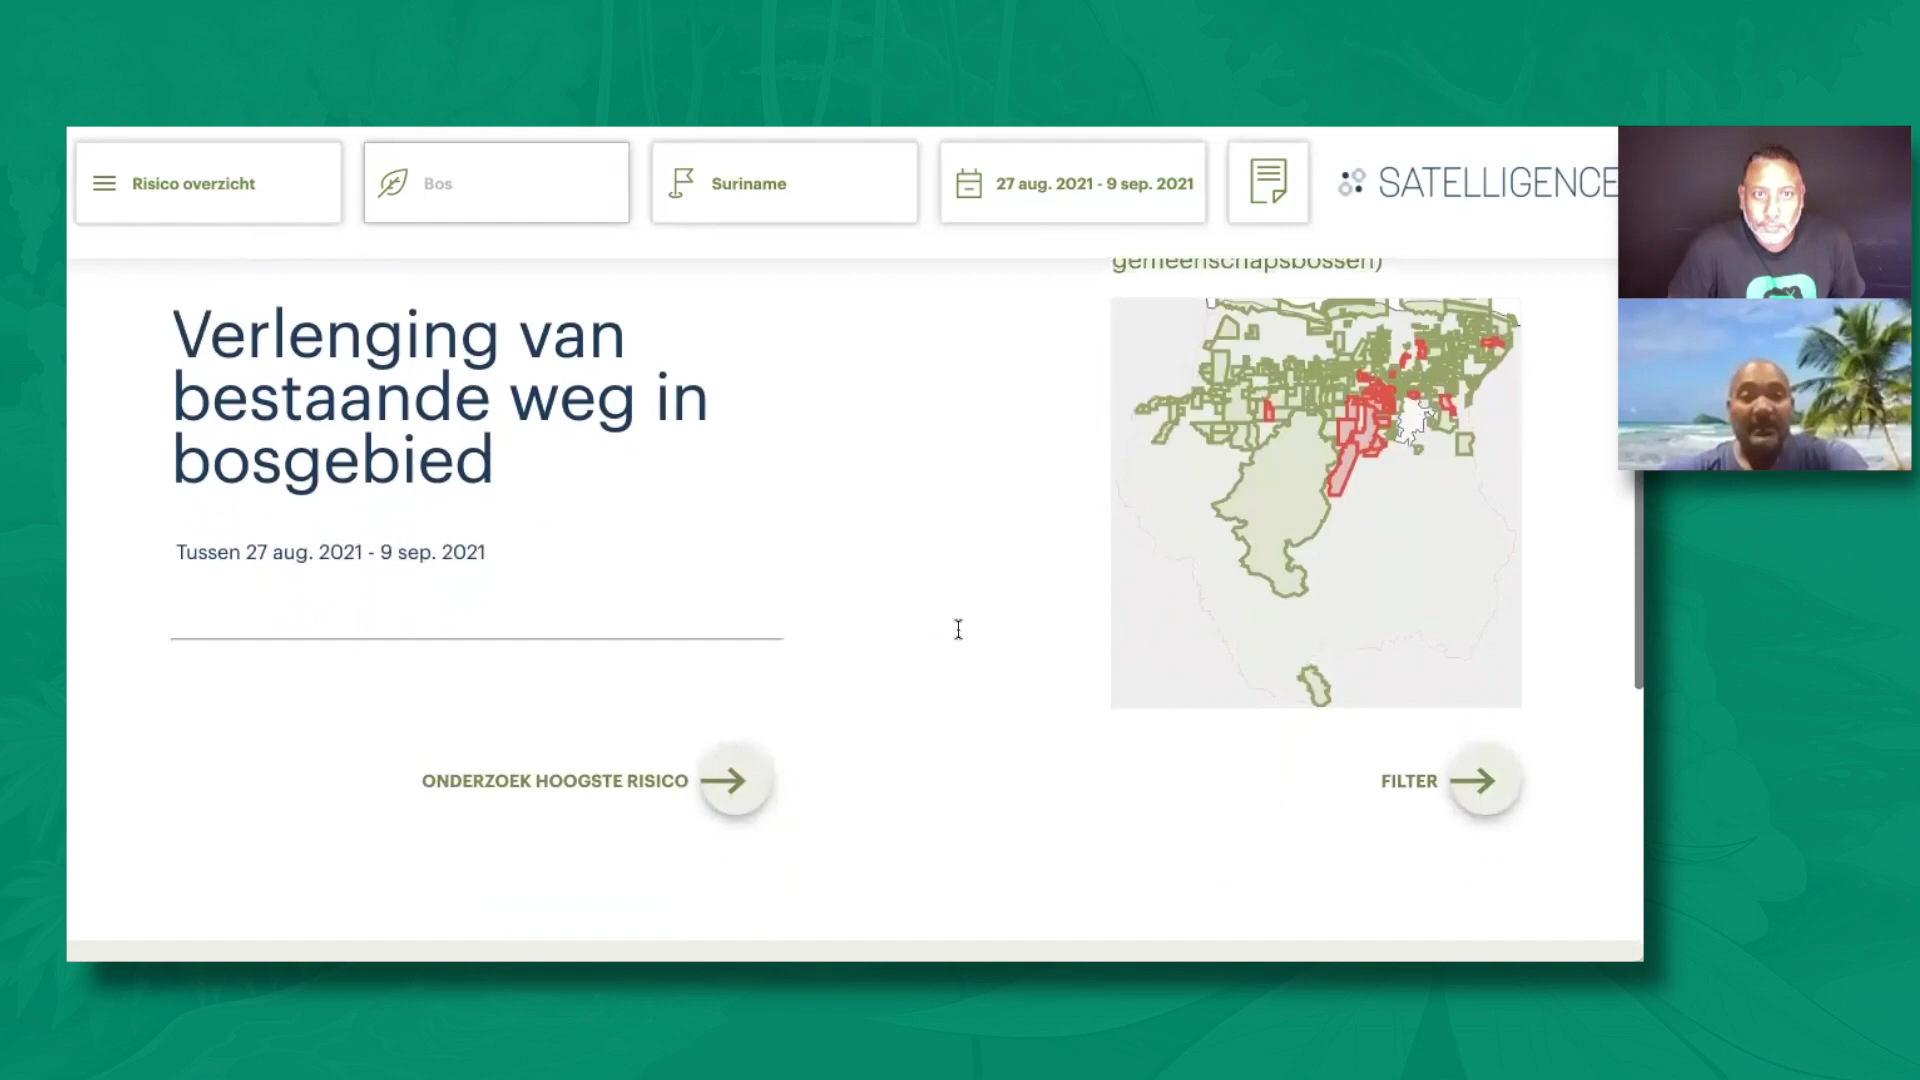 Risico overzicht
Bos
Suriname
27 aug. 2021 - 9 sep. 2021
SATELLIGENCE
gemeenschapsbossen)
Verlenging van
bestaande weg in
bosgebied
Tussen 27 aug. 2021 - 9 sep. 2021
ONDERZOEK HOOGSTE RISICO
FILTER